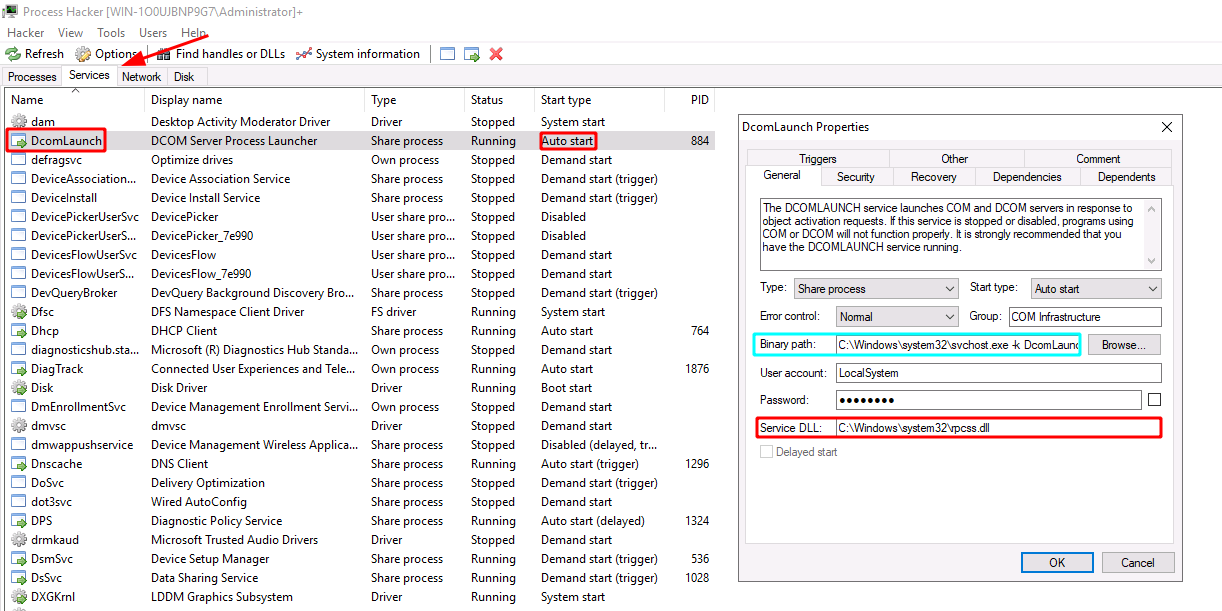 Process Hacker [WIN-1O0UJBNP9G7\Administrator]+
Hacker View Tools Users Help
Refresh Options Find handles or DLLs System information
Processes Services Network Disk
Name Display name Type Status Start type PID
dam Desktop Activity Moderator Driver Driver Stopped System start
DcomLaunch DCOM Server Process Launcher Share process Running Auto start 884
defragsvc Optimize drives Own process Stopped Demand start
DeviceAssociation... Device Association Service Share process Stopped Demand start (trigger)
DeviceInstall Device Install Service Share process Stopped Demand start (trigger)
DevicePickerUserSvc DevicePicker User share pro... Stopped Disabled
DevicePickerUserS... DevicePicker_7e990 User share pro... Stopped Disabled
DevicesFlowUserSvc DevicesFlow User share pro... Stopped Demand start
DevicesFlowUserS... DevicesFlow_7e990 User share pro... Stopped Demand start
DevQueryBroker DevQuery Background Discovery Bro... Share process Stopped Demand start (trigger)
Dfsc DFS Namespace Client Driver FS driver Running System start
Dhcp DHCP Client Share process Running Auto start 764
diagnosticshub.sta... Microsoft (R) Diagnostics Hub Standa... Own process Stopped Demand start
DiagTrack Connected User Experiences and Tele... Own process Running Auto start 1876
Disk Disk Driver Driver Running Boot start
DmEnrollmentSvc Device Management Enrollment Servi... Own process Stopped Demand start
dmvsc dmvsc Driver Stopped Demand start
dmwappushservice Device Management Wireless Applica... Share process Stopped Disabled (delayed, tr...
Dnscache DNS Client Share process Running Auto start (trigger) 1296
DoSvc Delivery Optimization Share process Stopped Demand start (trigger)
dot3svc Wired AutoConfig Share process Stopped Demand start
DPS Diagnostic Policy Service Share process Running Auto start (delayed) 1324
drmkaud Microsoft Trusted Audio Drivers Driver Stopped Demand start
DsmSvc Device Setup Manager Share process Running Demand start (trigger) 536
DsSvc Data Sharing Service Share process Running Demand start (trigger) 1028
DXGKrnl LDDM Graphics Subsystem Driver Running System start
DcomLaunch Properties
Triggers Other Comment
General Security Recovery Dependencies Dependents
The DCOMLAUNCH service launches COM and DCOM servers in response to
object activation requests. If this service is stopped or disabled, programs using
COM or DCOM will not function properly. It is strongly recommended that you
have the DCOMLAUNCH service running.
Type: Share process Start type: Auto start
Error control: Normal Group: COM Infrastructure
Binary path: C:\Windows\system32\svchost.exe -k DcomLaunc Browse...
User account: LocalSystem
Password: ●●●●●●●●
Service DLL: C:\Windows\system32\rpcss.dll
Delayed start
OK Cancel